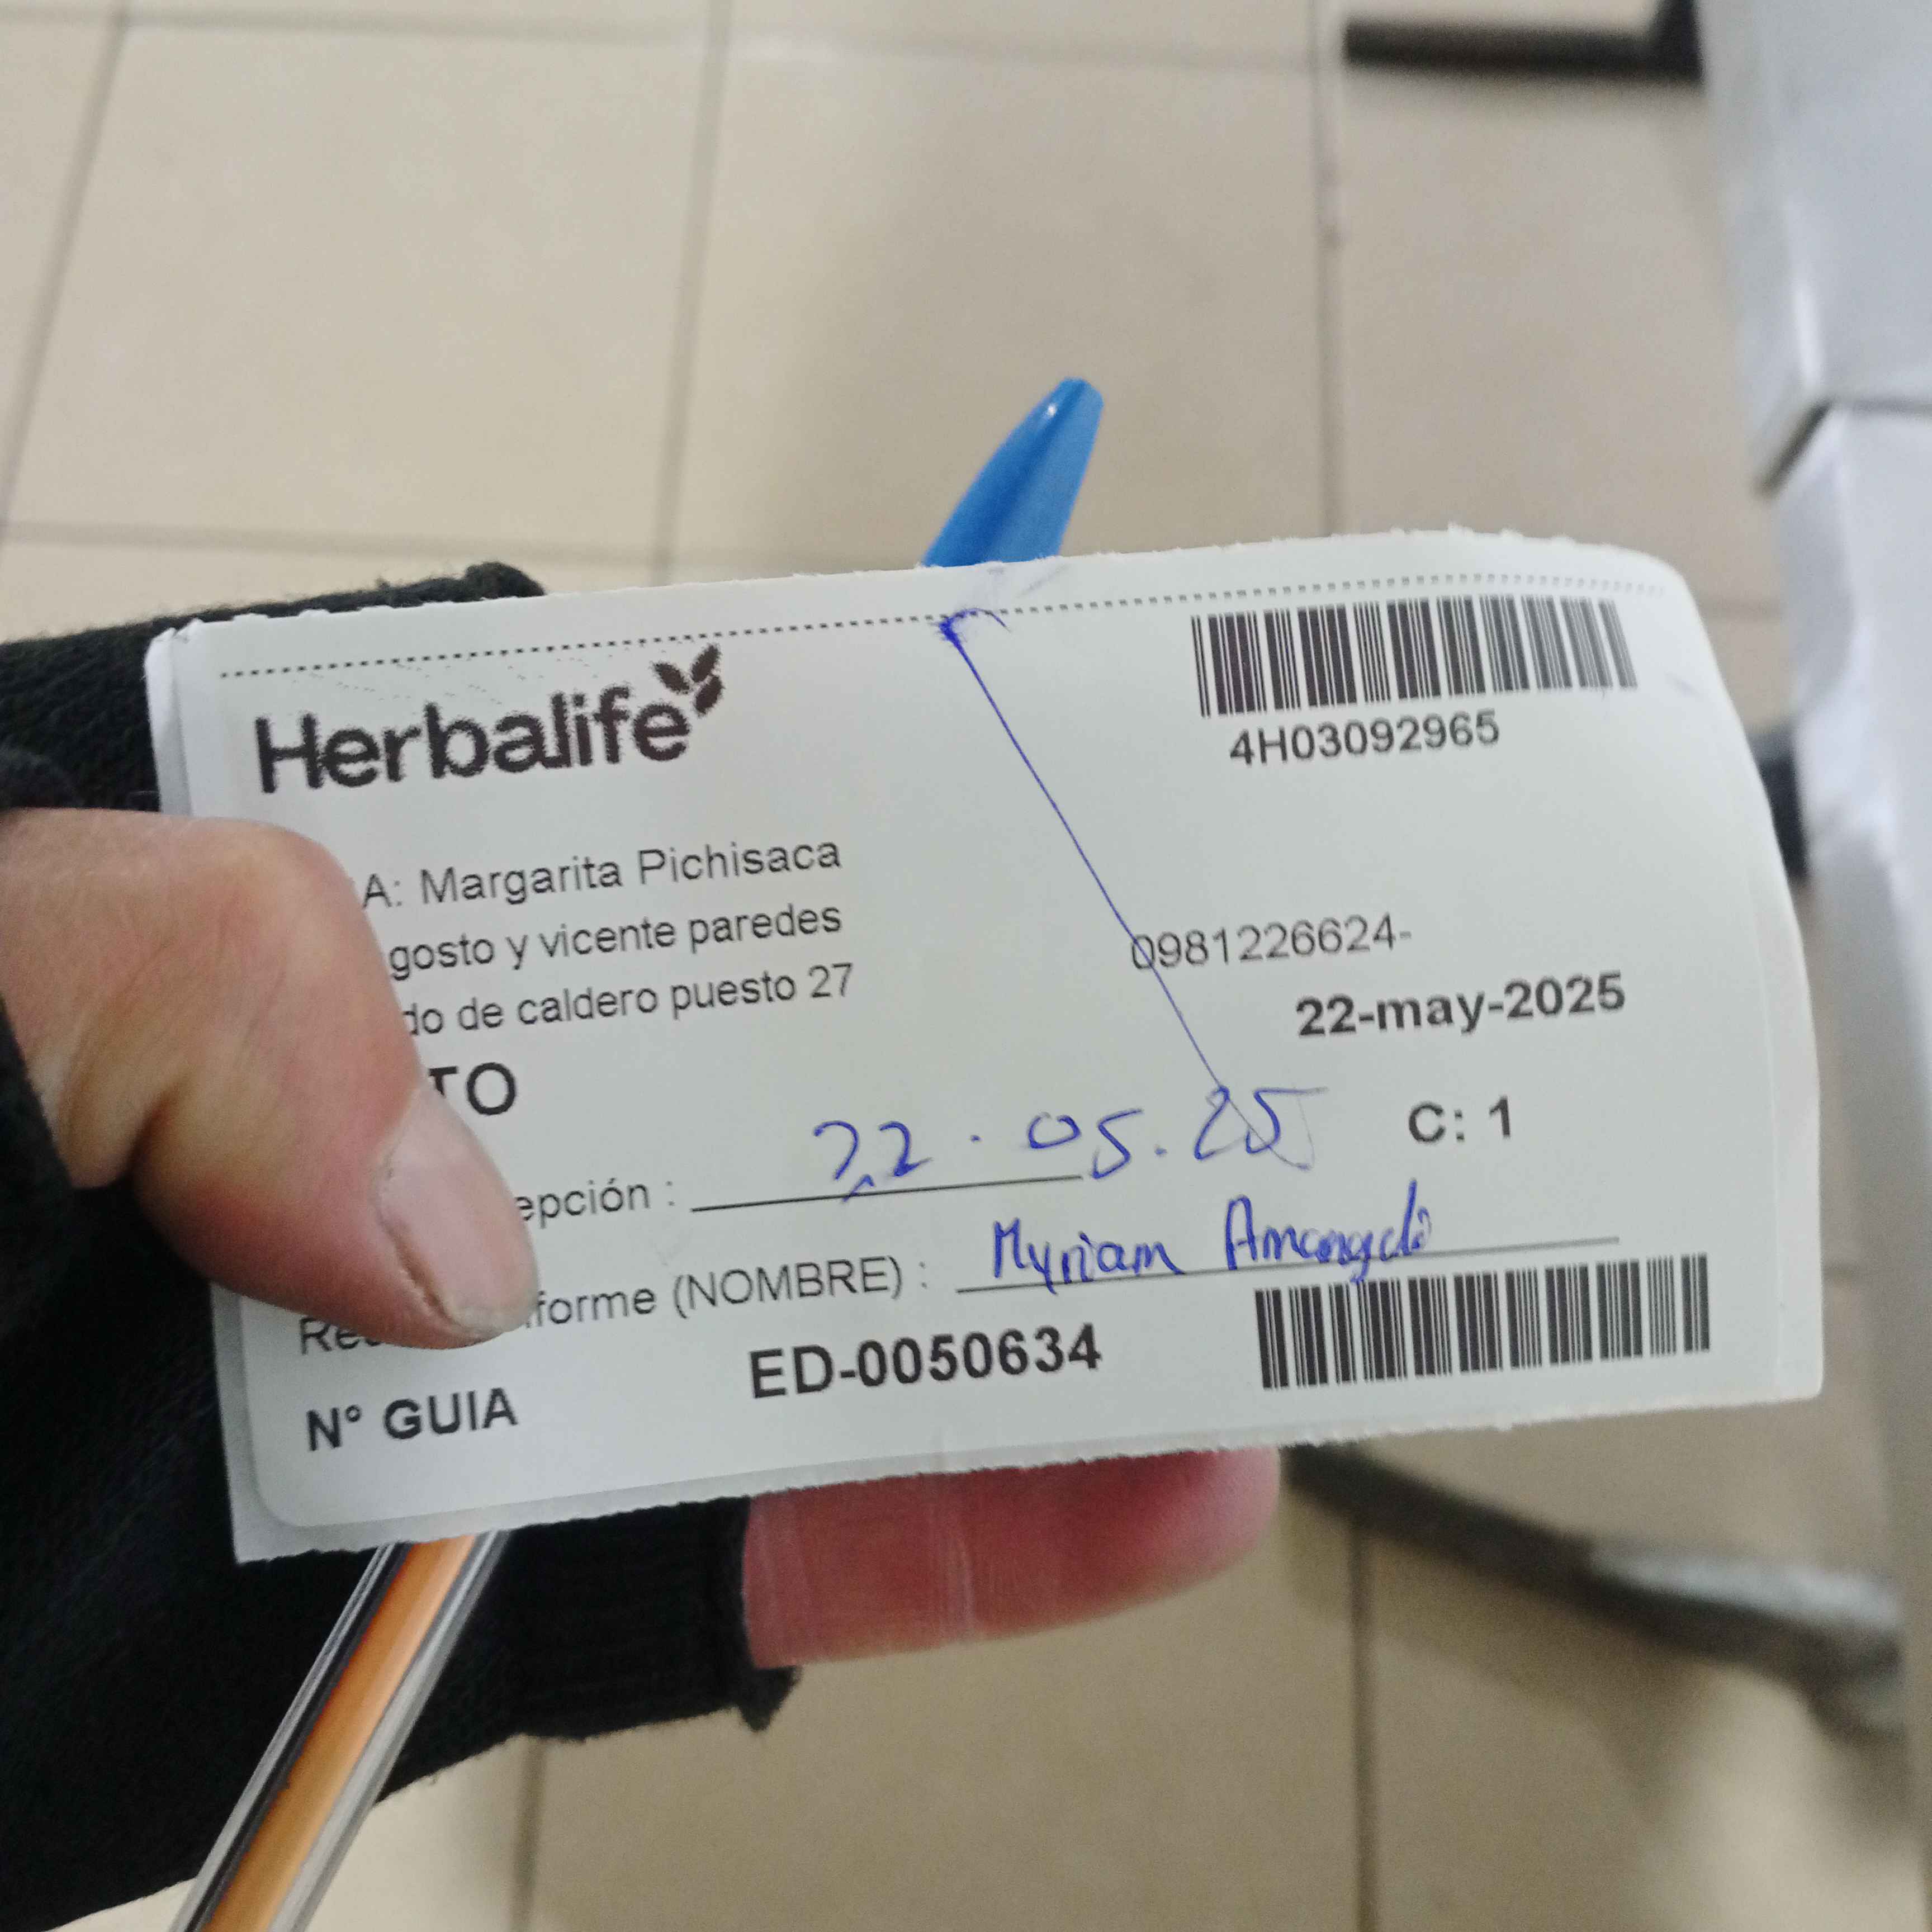 Herbalife
4H03092965
A: Margarita Pichisaca
gosto y vicente paredes
0981226624-
do de caldero puesto 27
22-may-2025
TO
C: 1
epción : 22.05.25
forme (NOMBRE) : Myriam
N° GUIA ED-0050634